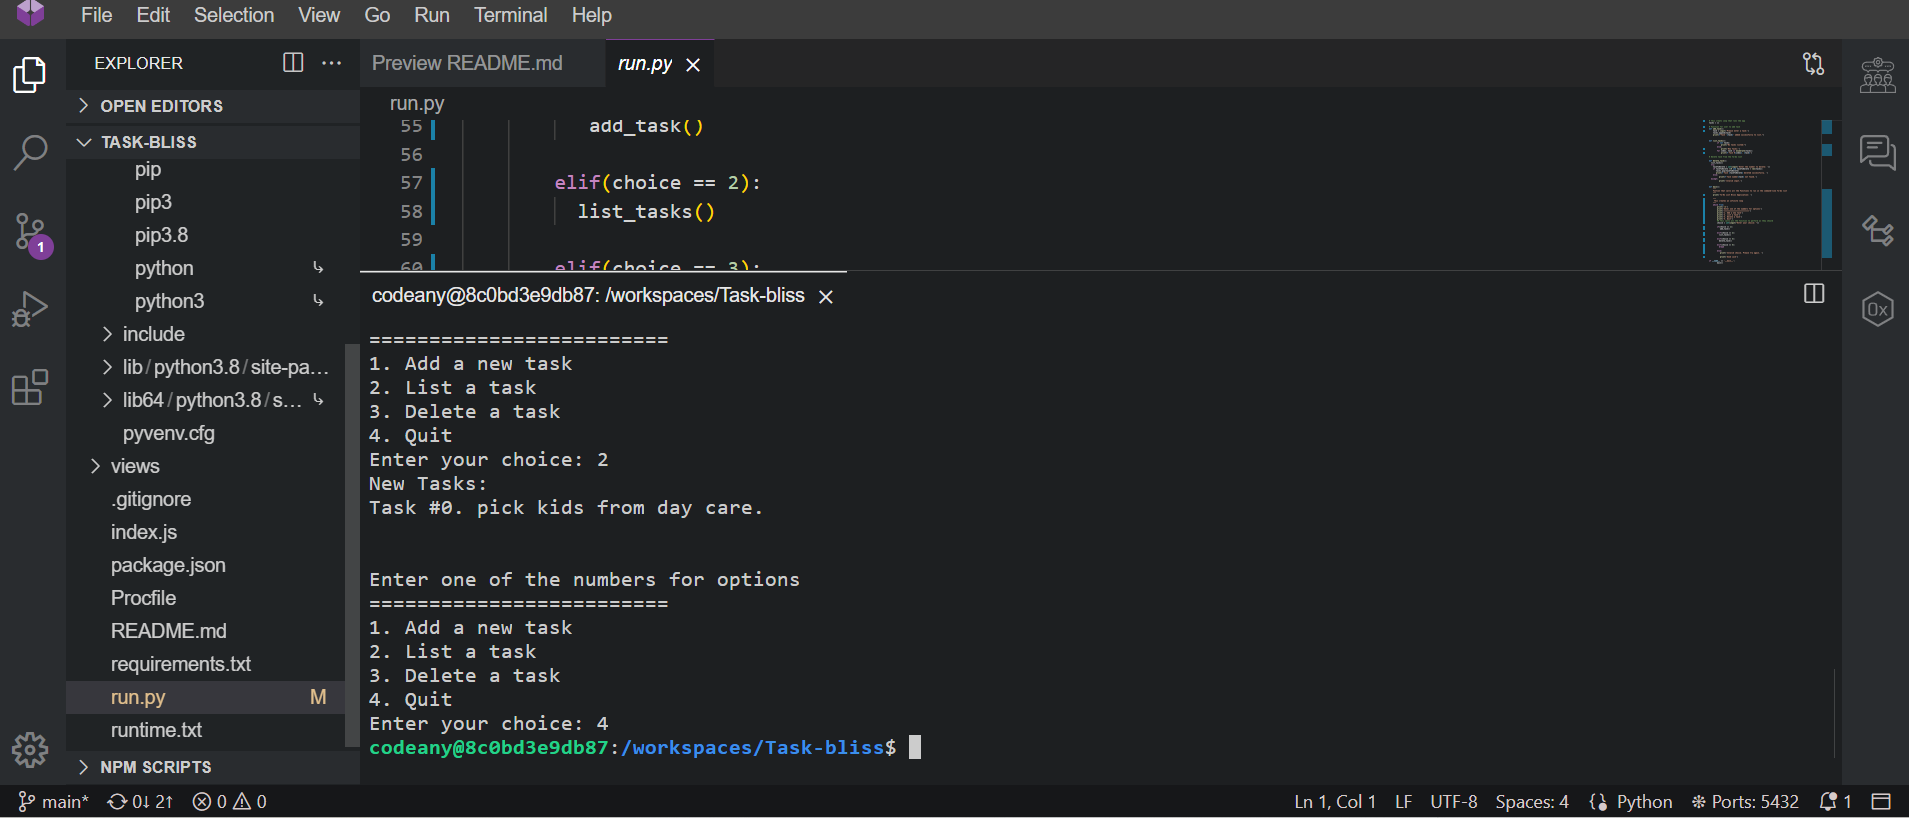 File Edit Selection View Go Run Terminal Help
EXPLORER
OPEN EDITORS
TASK-BLISS
pip
pip3
pip3.8
python
python3
include
lib/python3.8/site-pa...
lib64/python3.8/s...
pyvenv.cfg
views
.gitignore
index.js
package.json
Procfile
README.md
requirements.txt
run.py M
runtime.txt
NPM SCRIPTS
1
Preview README.md run.py
run.py
55 add_task()
56
57 elif(choice == 2):
58 list_tasks()
59
60 elif(choice == 3):
codeany@8c0bd3e9db87: /workspaces/Task-bliss
=========================
1. Add a new task
2. List a task
3. Delete a task
4. Quit
Enter your choice: 2
New Tasks:
Task #0. pick kids from day care.
Enter one of the numbers for options
=========================
1. Add a new task
2. List a task
3. Delete a task
4. Quit
Enter your choice: 4
codeany@8c0bd3e9db87:/workspaces/Task-bliss$
0x
main* 0↓ 2↑ 0 0 Ln 1, Col 1 LF UTF-8 Spaces: 4 Python Ports: 5432 1